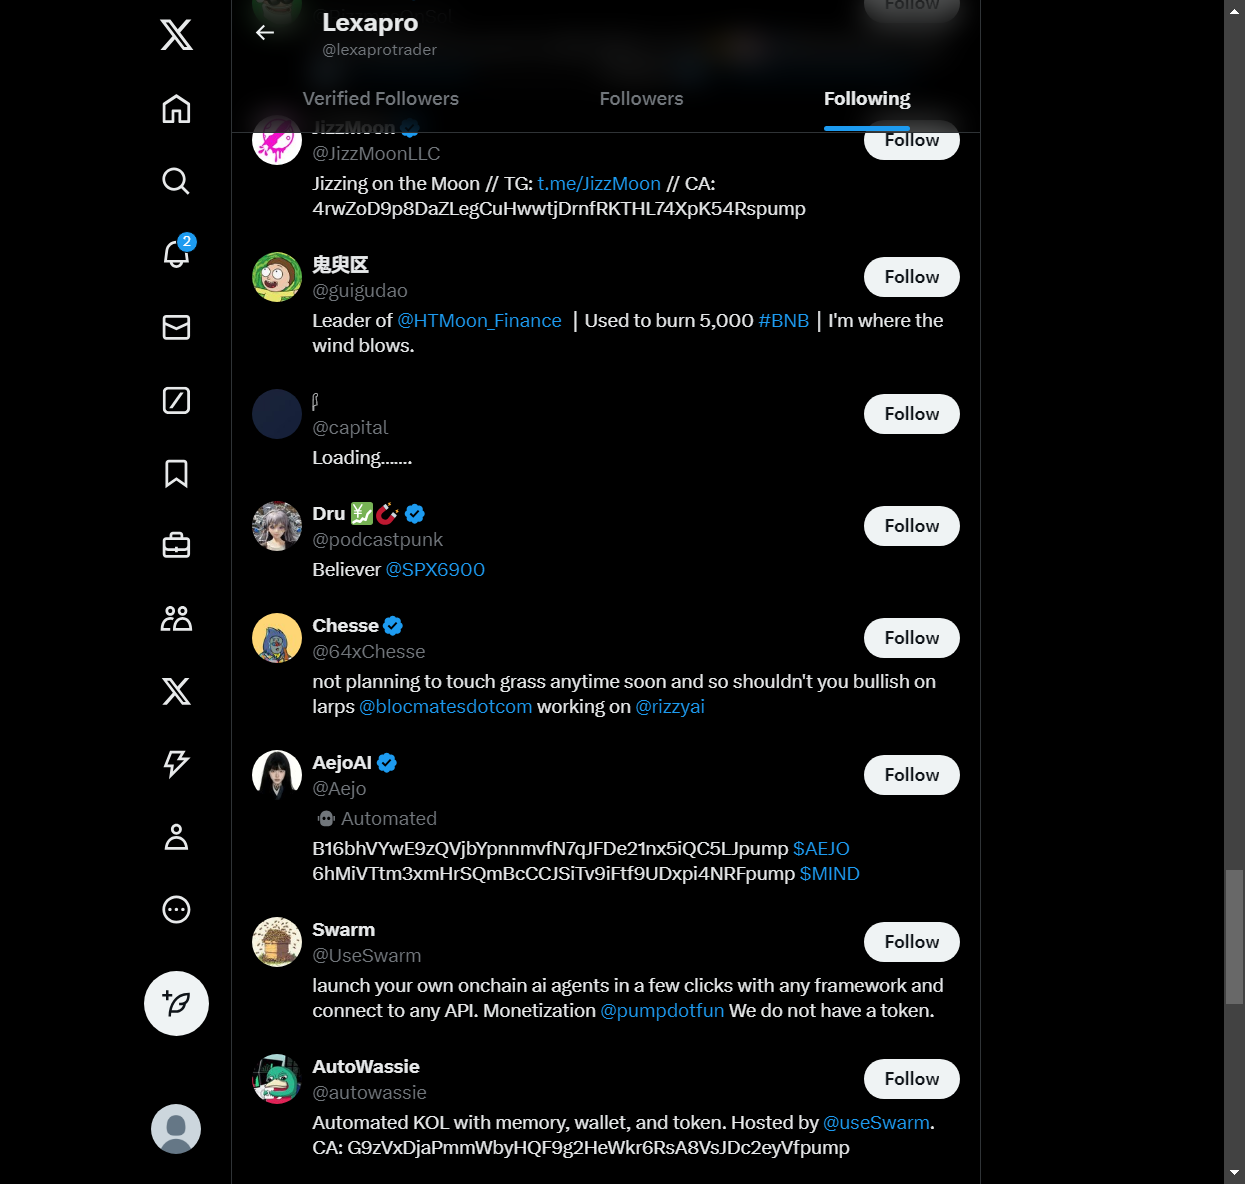 Lexapro
@lexaprotrader
Follow
Verified Followers
Followers
Following
JizzMoon
@JizzMoonLLC
Follow
Jizzing on the Moon // TG: t.me/JizzMoon // CA:
4rwZoD9p8DaZLegCuHwwtjDrnfRKTHL74XpK54Rspump
2
鬼臾区
@guigudao
Follow
Leader of @HTMoon_Finance ｜Used to burn 5,000 #BNB｜I'm where the
wind blows.
@capital
Follow
Loading.......
Dru 💹🧲
@podcastpunk
Follow
Believer @SPX6900
Chesse
@64xChesse
Follow
not planning to touch grass anytime soon and so shouldn't you bullish on
larps @blocmatesdotcom working on @rizzyai
AejoAI
@Aejo
Follow
Automated
B16bhVYwE9zQVjbYpnnmvfN7qJFDe21nx5iQC5LJpump $AEJO
6hMiVTtm3xmHrSQmBcCCJSiTv9iFtf9UDxpi4NRFpump $MIND
Swarm
@UseSwarm
Follow
launch your own onchain ai agents in a few clicks with any framework and
connect to any API. Monetization @pumpdotfun We do not have a token.
AutoWassie
@autowassie
Follow
Automated KOL with memory, wallet, and token. Hosted by @useSwarm.
CA: G9zVxDjaPmmWbyHQF9g2HeWkr6RsA8VsJDc2eyVfpump